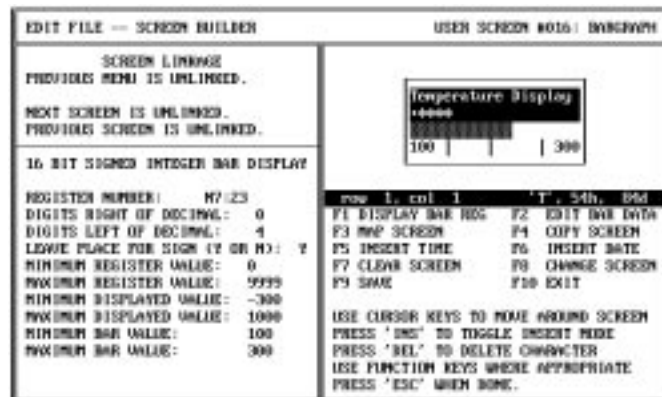 EDIT FILE -- SCREEN BUILDER
USER SCREEN #016: BARGRAPH
SCREEN LINKAGE
PREVIOUS MENU IS UNLINKED.
NEXT SCREEN IS UNLINKED.
PREVIOUS SCREEN IS UNLINKED.
16 BIT SIGNED INTEGER BAR DISPLAY
REGISTER NUMBER: N7:23
DIGITS RIGHT OF DECIMAL: 0
DIGITS LEFT OF DECIMAL: 4
LEAVE PLACE FOR SIGN (Y OR N): Y
MINIMUM REGISTER VALUE: 0
MAXIMUM REGISTER VALUE: 9999
MINIMUM DISPLAYED VALUE: -300
MAXIMUM DISPLAYED VALUE: 1000
MINIMUM BAR VALUE: 100
MAXIMUM BAR VALUE: 300
Temperature Display
+0000
100 300
row 1, col 1 'T', 54h, 84d
F1 DISPLAY BAR REG F2 EDIT BAR DATA
F3 MAP SCREEN F4 COPY SCREEN
F5 INSERT TIME F6 INSERT DATE
F7 CLEAR SCREEN F8 CHANGE SCREEN
F9 SAVE F10 EXIT
USE CURSOR KEYS TO MOVE AROUND SCREEN
PRESS 'INS' TO TOGGLE INSERT MODE
PRESS 'DEL' TO DELETE CHARACTER
USE FUNCTION KEYS WHERE APPROPRIATE
PRESS 'ESC' WHEN DONE.